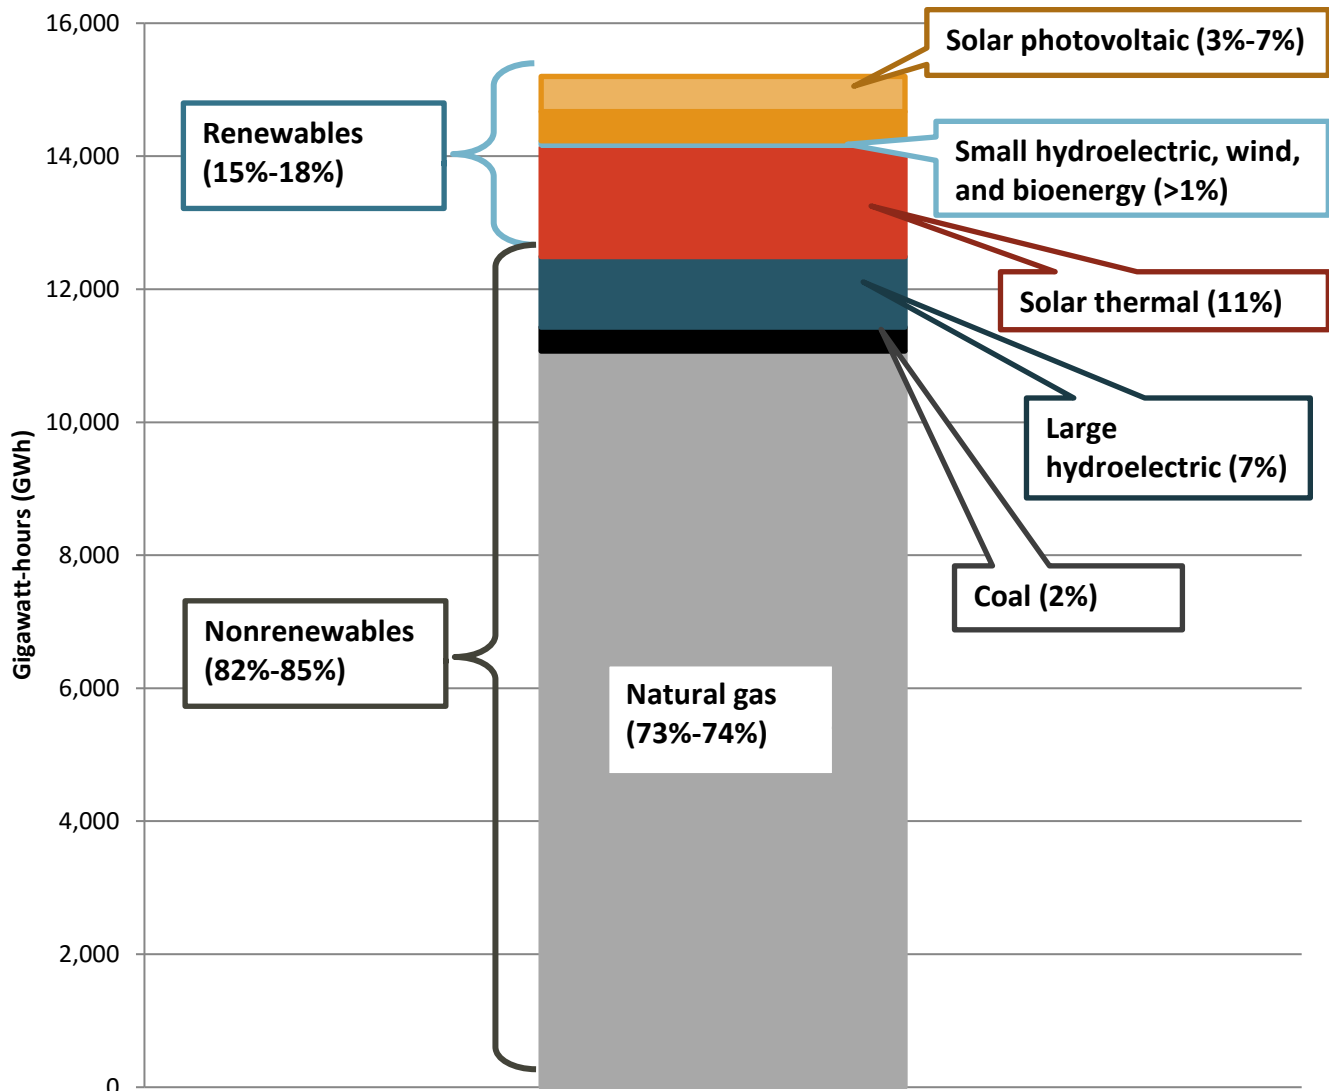 16,000
14,000
12,000
10,000
8,000
6,000
4,000
2,000
0
Gigawatt-hours (GWh)
Renewables
(15%-18%)
Nonrenewables
(82%-85%)
Natural gas
(73%-74%)
Solar photovoltaic (3%-7%)
Small hydroelectric, wind,
and bioenergy (>1%)
Solar thermal (11%)
Large
hydroelectric (7%)
Coal (2%)